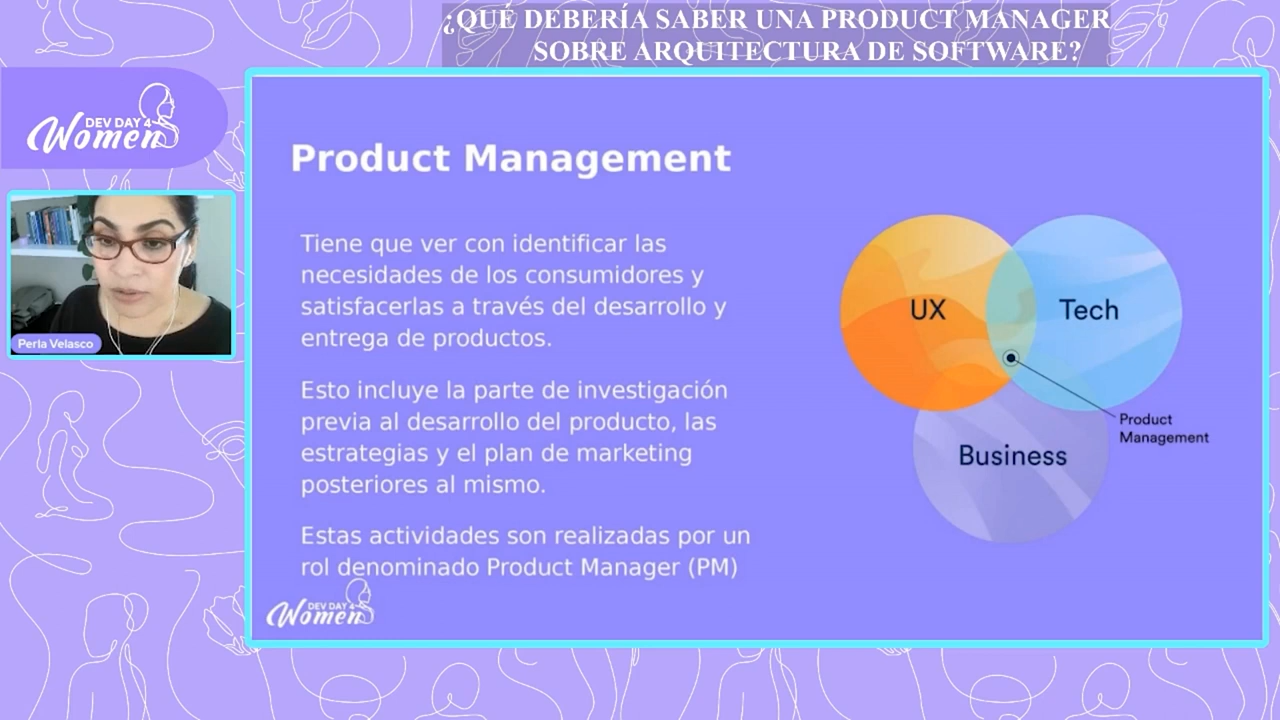 ¿QUÉ DEBERÍA SABER UNA PRODUCT MANAGER
SOBRE ARQUITECTURA DE SOFTWARE?
DEV DAY 4
Women
Perla Velasco
Product Management
Tiene que ver con identificar las
necesidades de los consumidores y
satisfacerlas a través del desarrollo y
entrega de productos.
Esto incluye la parte de investigación
previa al desarrollo del producto, las
estrategias y el plan de marketing
posteriores al mismo.
Estas actividades son realizadas por un
rol denominado Product Manager (PM)
UX
Tech
Business
Product
Management
DEV DAY 4
Women